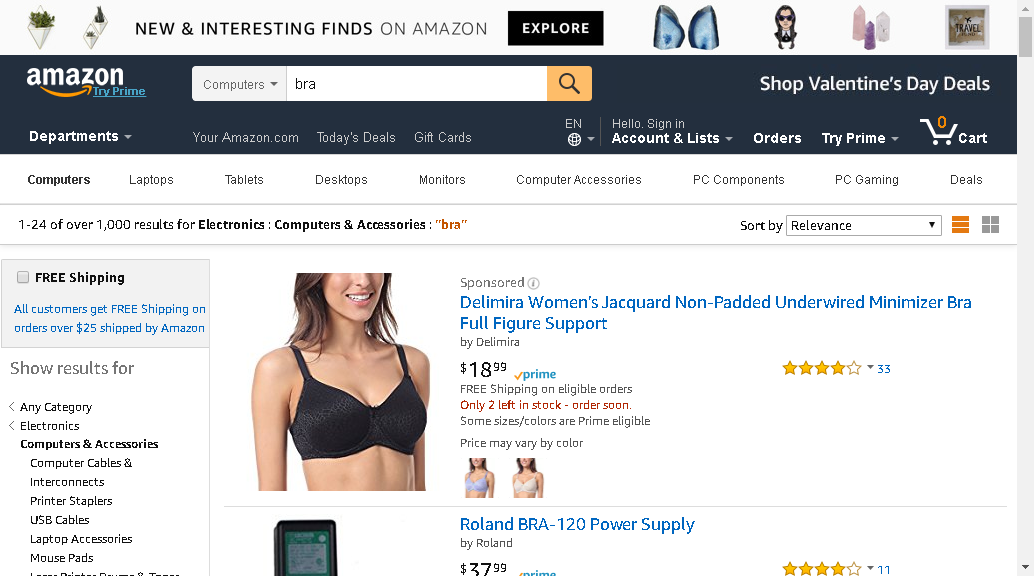 NEW & INTERESTING FINDS ON AMAZON EXPLORE
TRAVEL
amazon
Try Prime
Computers bra
Shop Valentine's Day Deals
Departments
Your Amazon.com Today's Deals Gift Cards
EN
Hello. Sign in
Account & Lists Orders Try Prime 0 Cart
Computers Laptops Tablets Desktops Monitors Computer Accessories PC Components PC Gaming Deals
1-24 of over 1,000 results for Electronics : Computers & Accessories : "bra"
Sort by Relevance
FREE Shipping
All customers get FREE Shipping on
orders over $25 shipped by Amazon
Show results for
Any Category
Electronics
Computers & Accessories
Computer Cables &
Interconnects
Printer Staplers
USB Cables
Laptop Accessories
Mouse Pads
Sponsored
Delimira Women's Jacquard Non-Padded Underwired Minimizer Bra
Full Figure Support
by Delimira
$18.99 prime
33
FREE Shipping on eligible orders
Only 2 left in stock - order soon.
Some sizes/colors are Prime eligible
Price may vary by color
Roland BRA-120 Power Supply
by Roland
$37.99 prime
11